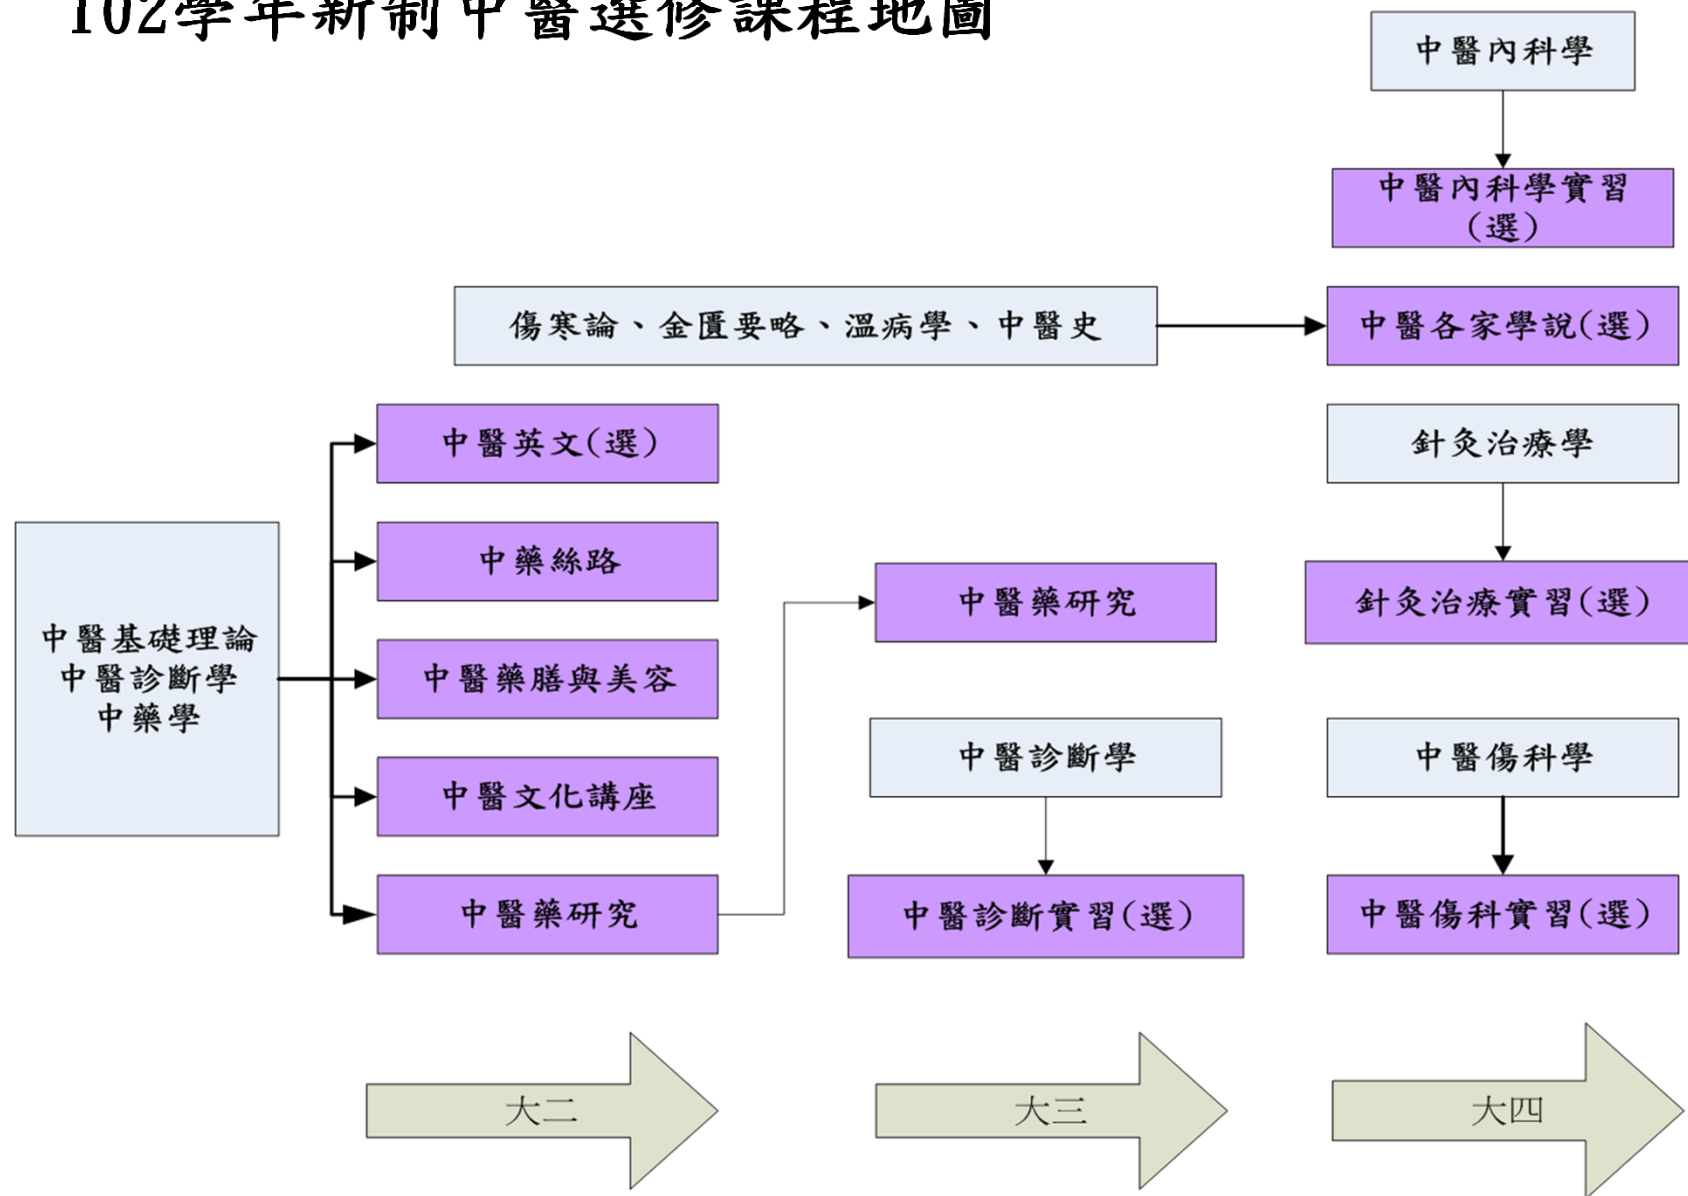 102學年新制中醫選修課程地圖
中醫內科學
中醫內科學實習
(選)
傷寒論、金匱要略、溫病學、中醫史
中醫各家學說(選)
中醫英文(選)
針灸治療學
中藥絲路
中醫藥研究
針灸治療實習(選)
中醫基礎理論
中醫診斷學
中藥學
中醫藥膳與美容
中醫診斷學
中醫傷科學
中醫文化講座
中醫藥研究
中醫診斷實習(選)
中醫傷科實習(選)
大二
大三
大四